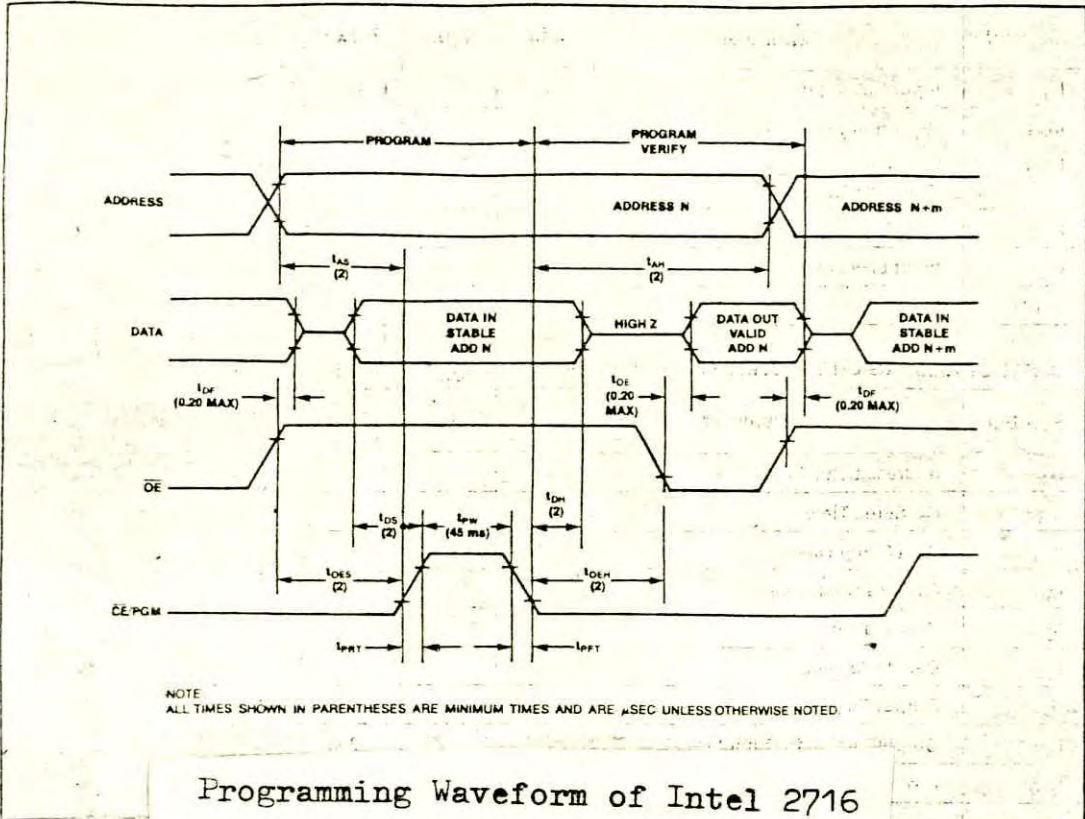 PROGRAM
PROGRAM
VERIFY
ADDRESS
ADDRESS N
ADDRESS N+m
tAS
(2)
tAH
(2)
DATA
DATA IN
STABLE
ADD N
HIGH Z
DATA OUT
VALID
ADD N
DATA IN
STABLE
ADD N+m
tDF
(0.20 MAX)
tOE
(0.20
MAX)
tDF
(0.20 MAX)
OE
tDS
(2)
tPW
(45 ms)
tDH
(2)
tOES
(2)
tOEH
(2)
CE/PGM
tPRT
tPFT
NOTE
ALL TIMES SHOWN IN PARENTHESES ARE MINIMUM TIMES AND ARE μSEC UNLESS OTHERWISE NOTED.
Programming Waveform of Intel 2716